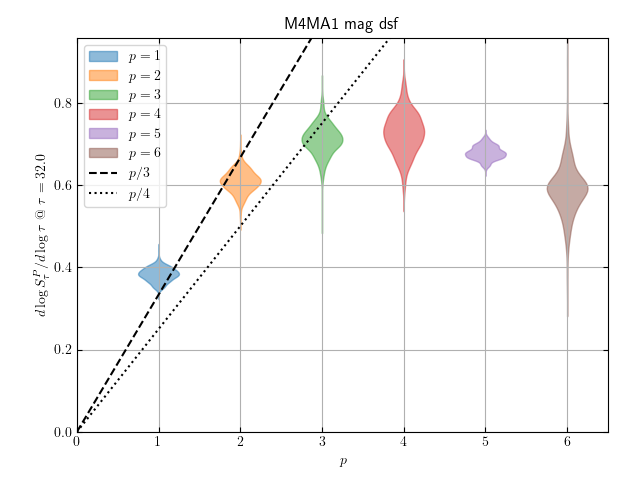 M4MA1 mag dsf
p = 1
p = 2
p = 3
p = 4
p = 5
p = 6
p/3
p/4
d log S_τ^P / d log τ @ τ = 32.0
0.8
0.6
0.4
0.2
0.0
0 1 2 3 4 5 6
p